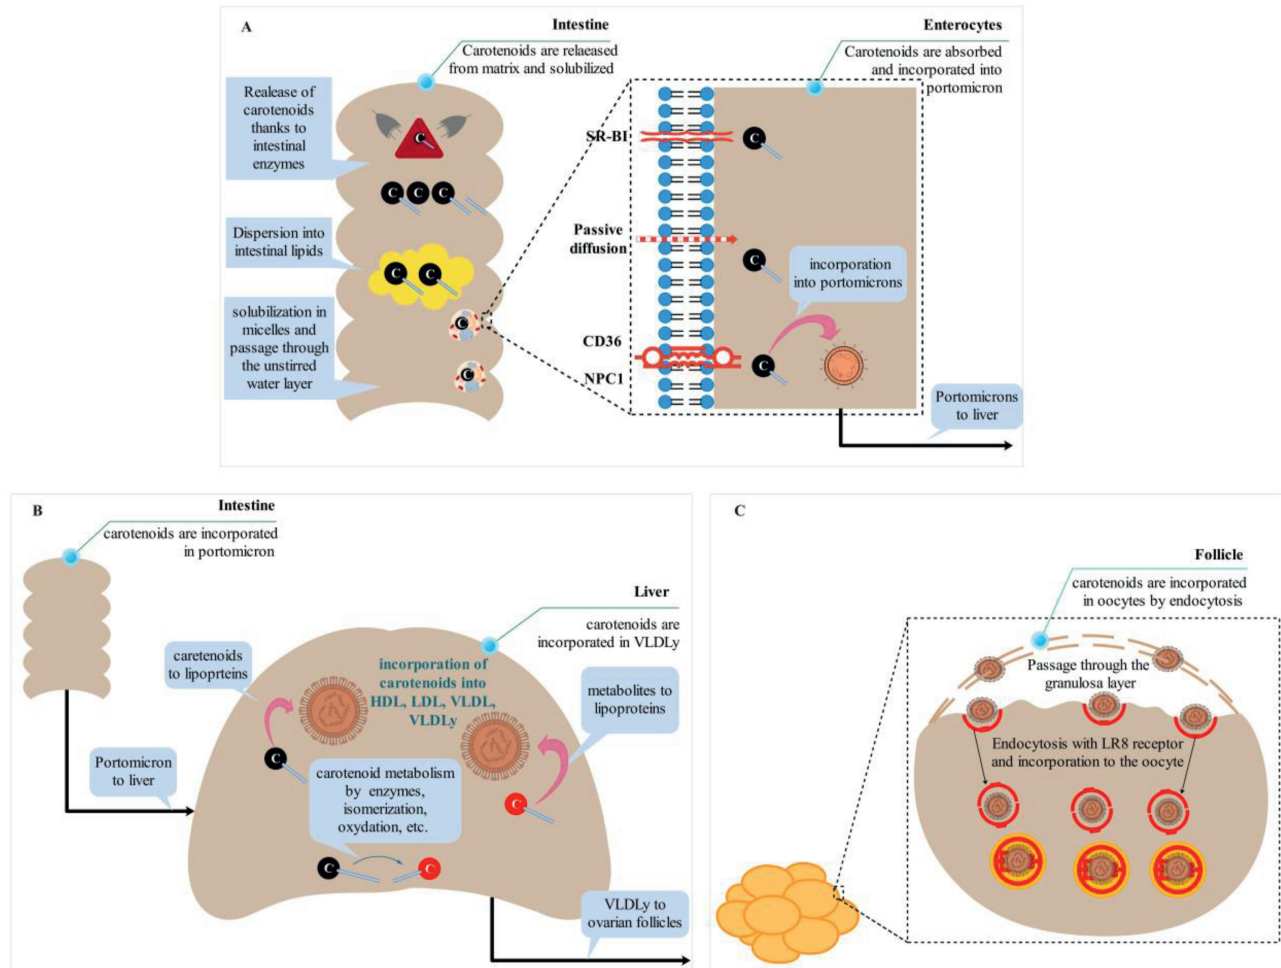 A
Intestine
Carotenoids are relaeased
from matrix and solubilized
Enterocytes
Carotenoids are absorbed
and incorporated into
portomicron
Realease of
carotenoids
thanks to
intestinal
enzymes
C
C C C
Dispersion into
intestinal lipids
C C
solubilization in
micelles and
passage through
the unstirred
water layer
C
C
SR-BI
C
Passive
diffusion
C
incorporation
into portomicrons
CD36
NPC1
C
Portomicrons
to liver
B
Intestine
carotenoids are incorporated
in portomicron
Liver
carotenoids are
incorporated in VLDLy
caretenoids
to lipoprteins
incorporation of
carotenoids into
HDL, LDL, VLDL,
VLDLy
metabolites to
lipoproteins
C
Portomicron
to liver
carotenoid metabolism
by enzymes,
isomerization,
oxydation, etc.
C
C C
VLDLy to
ovarian follicles
C
Follicle
carotenoids are incorporated
in oocytes by endocytosis
Passage through the
granulosa layer
Endocytosis with LR8 receptor
and incorporation to the oocyte